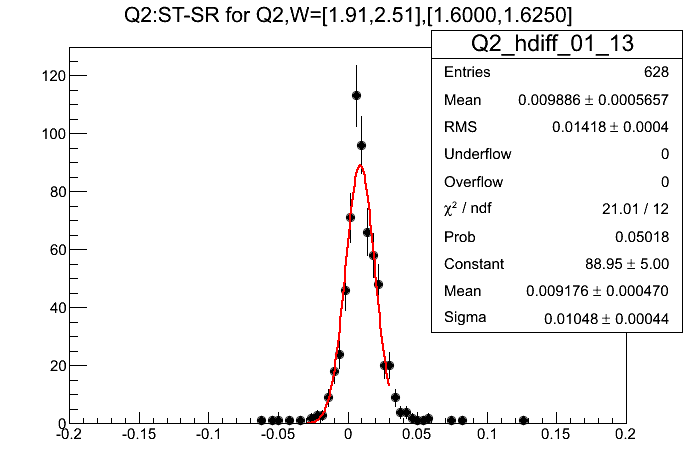 Q2:ST-SR for Q2,W=[1.91,2.51],[1.6000,1.6250]
Q2_hdiff_01_13
Entries 628
Mean 0.009886 ± 0.0005657
RMS 0.01418 ± 0.0004
Underflow 0
Overflow 0
χ² / ndf 21.01 / 12
Prob 0.05018
Constant 88.95 ± 5.00
Mean 0.009176 ± 0.000470
Sigma 0.01048 ± 0.00044
120
100
80
60
40
20
0
-0.2 -0.15 -0.1 -0.05 0 0.05 0.1 0.15 0.2